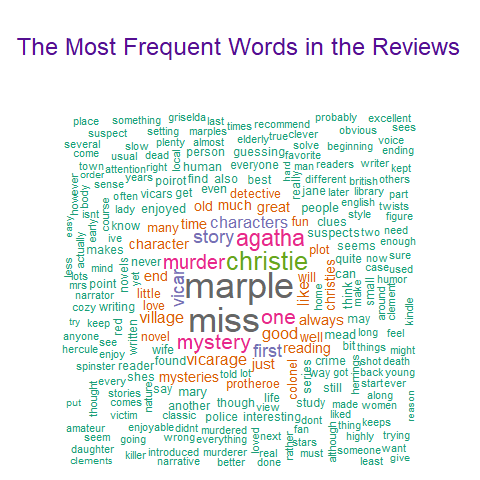 The Most Frequent Words in the Reviews
place something griselda last probably excellent
times recommend
suspect setting marples true clever obvious sees
several slow plenty almost elderly solve beginning voice
come usual dead local person guessing hard favorite ending
town attention right human everyone man readers writer kept
order years poirot find also best really different british others
body sense vicars get even detective jane later library part
however often old much great people english twists
course lady enjoyed fun style figure
easy isnt early know many time characters clues two need
actually ive character story agatha suspects now enough
makes seems quite sure
less never murder christie plot case used
mind novels end will can humor
lots yet vicar marple like christies think small around
mrs point little home make clement
narrator love miss one always may kindle
cozy writing red written village good well mead long feel
try keep novel mystery first reading bit things might
anyone see wife vicarage just crime way got shot death
hercule enjoy found herrings back young
spinster reader shes mysteries told lot colonel series start ever
thought every say mary protheroe life study still along
put stories nature another though view made women
comes police interesting dont liked reason
victim classic fan thing keeps
amateur enjoyable didnt murdered loved next rather stars although highly trying
seem going wrong everything someone want
daughter killer introduced murderer real must least give
clements narrative better done